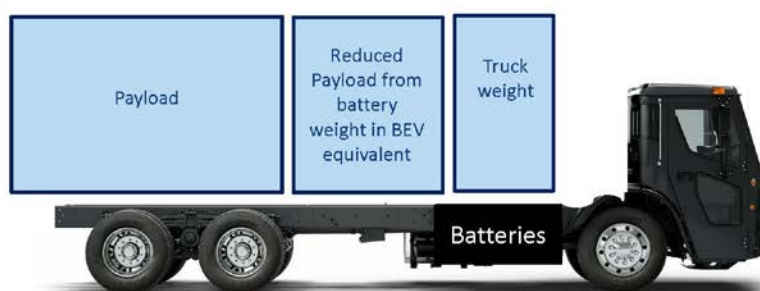 Payload
Reduced
Payload from
battery
weight in BEV
equivalent
Truck
weight
Batteries